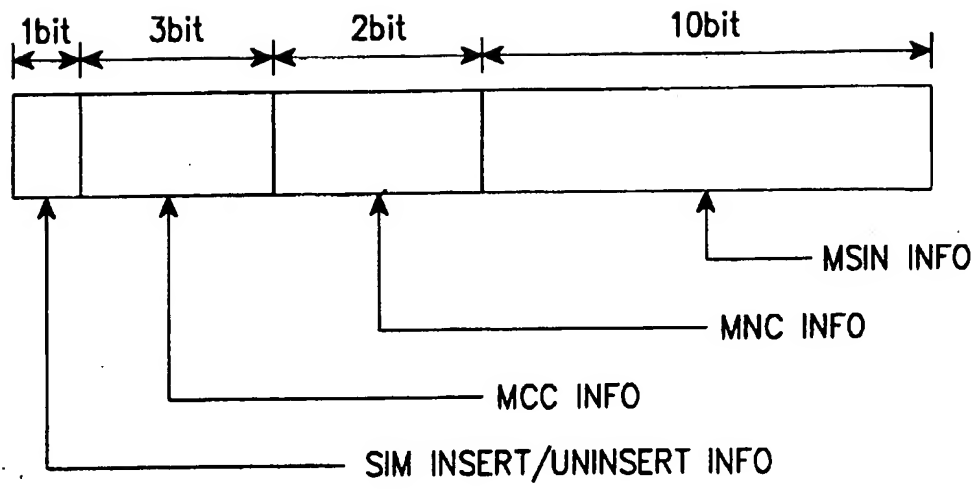 1bit 3bit 2bit 10bit
MSIN INFO
MNC INFO
MCC INFO
SIM INSERT/UNINSERT INFO